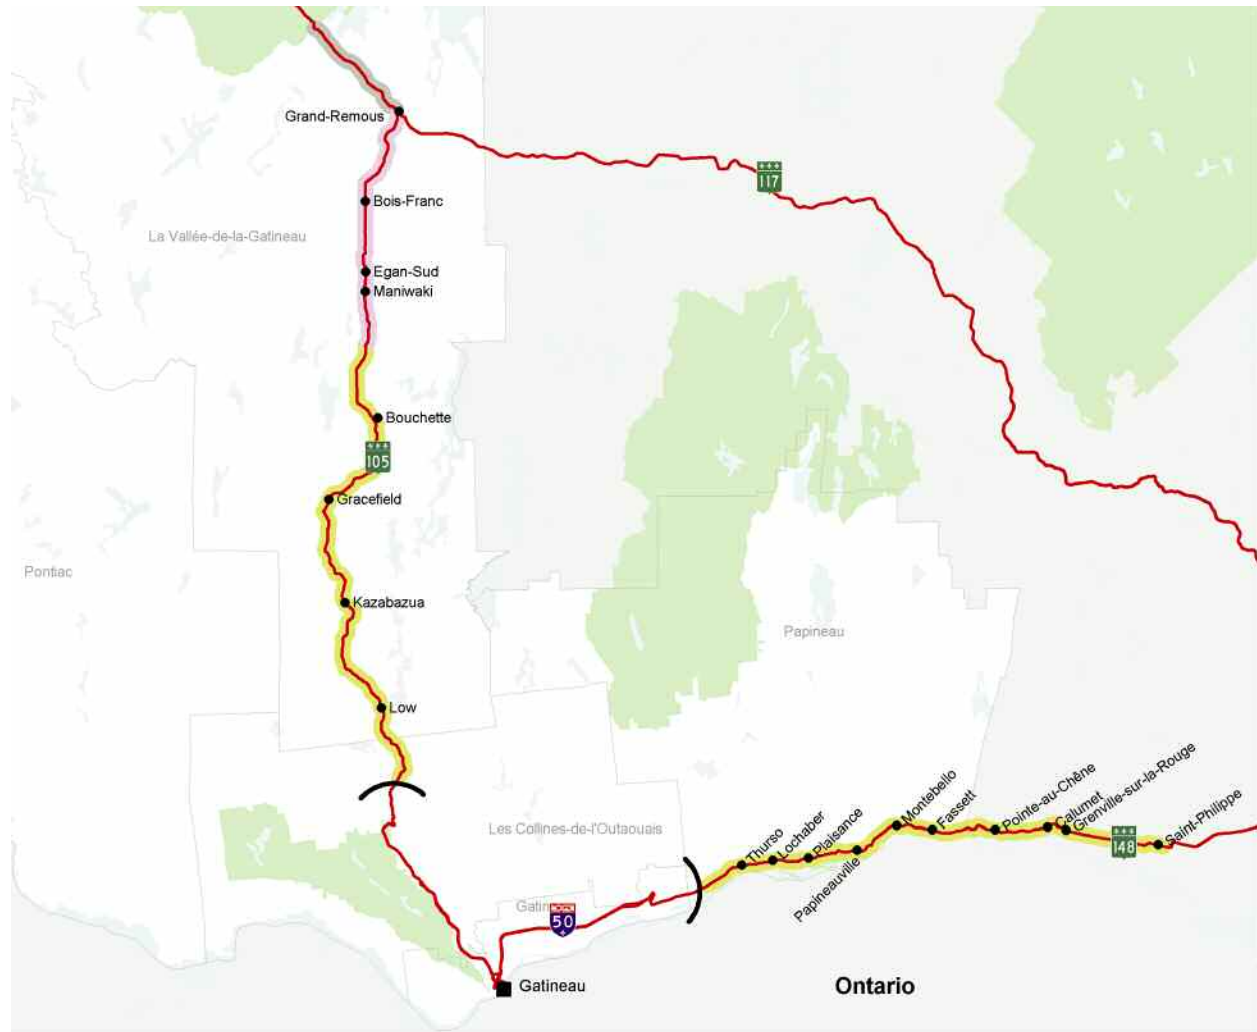 Grand-Remous
117
Bois-Franc
La Vallée-de-la-Gatineau
Egan-Sud
Maniwaki
Bouchette
105
Gracefield
Pontiac
Kazabazua
Papineau
Low
Les Collines-de-l'Outaouais
Thurso
Lochaber
Plaisance
Papineauville
Montebello
Fassett
Pointe-au-Chêne
Calumet
Grenville-sur-la-Rouge
148
Saint-Philippe
50
Gatineau
Ontario